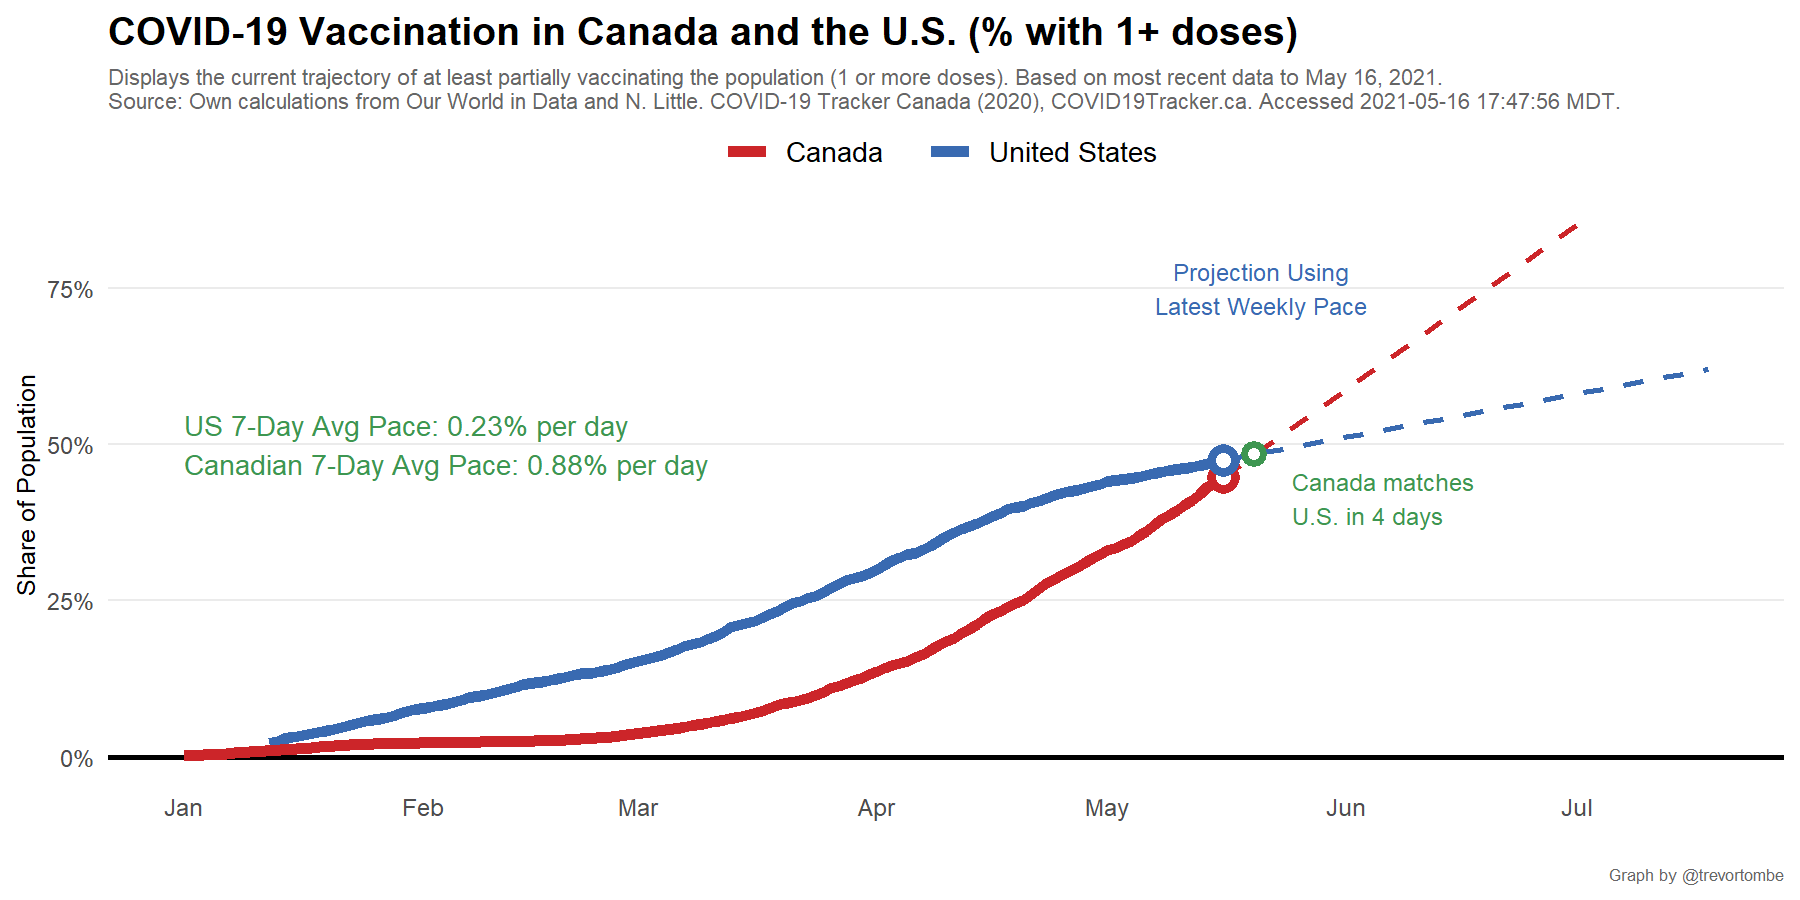 COVID-19 Vaccination in Canada and the U.S. (% with 1+ doses)
Displays the current trajectory of at least partially vaccinating the population (1 or more doses). Based on most recent data to May 16, 2021.
Source: Own calculations from Our World in Data and N. Little. COVID-19 Tracker Canada (2020), COVID19Tracker.ca. Accessed 2021-05-16 17:47:56 MDT.
Canada
United States
Projection Using
Latest Weekly Pace
75%
US 7-Day Avg Pace: 0.23% per day
Canadian 7-Day Avg Pace: 0.88% per day
50%
Canada matches
U.S. in 4 days
Share of Population
25%
0%
Jan
Feb
Mar
Apr
May
Jun
Jul
Graph by @trevortombe